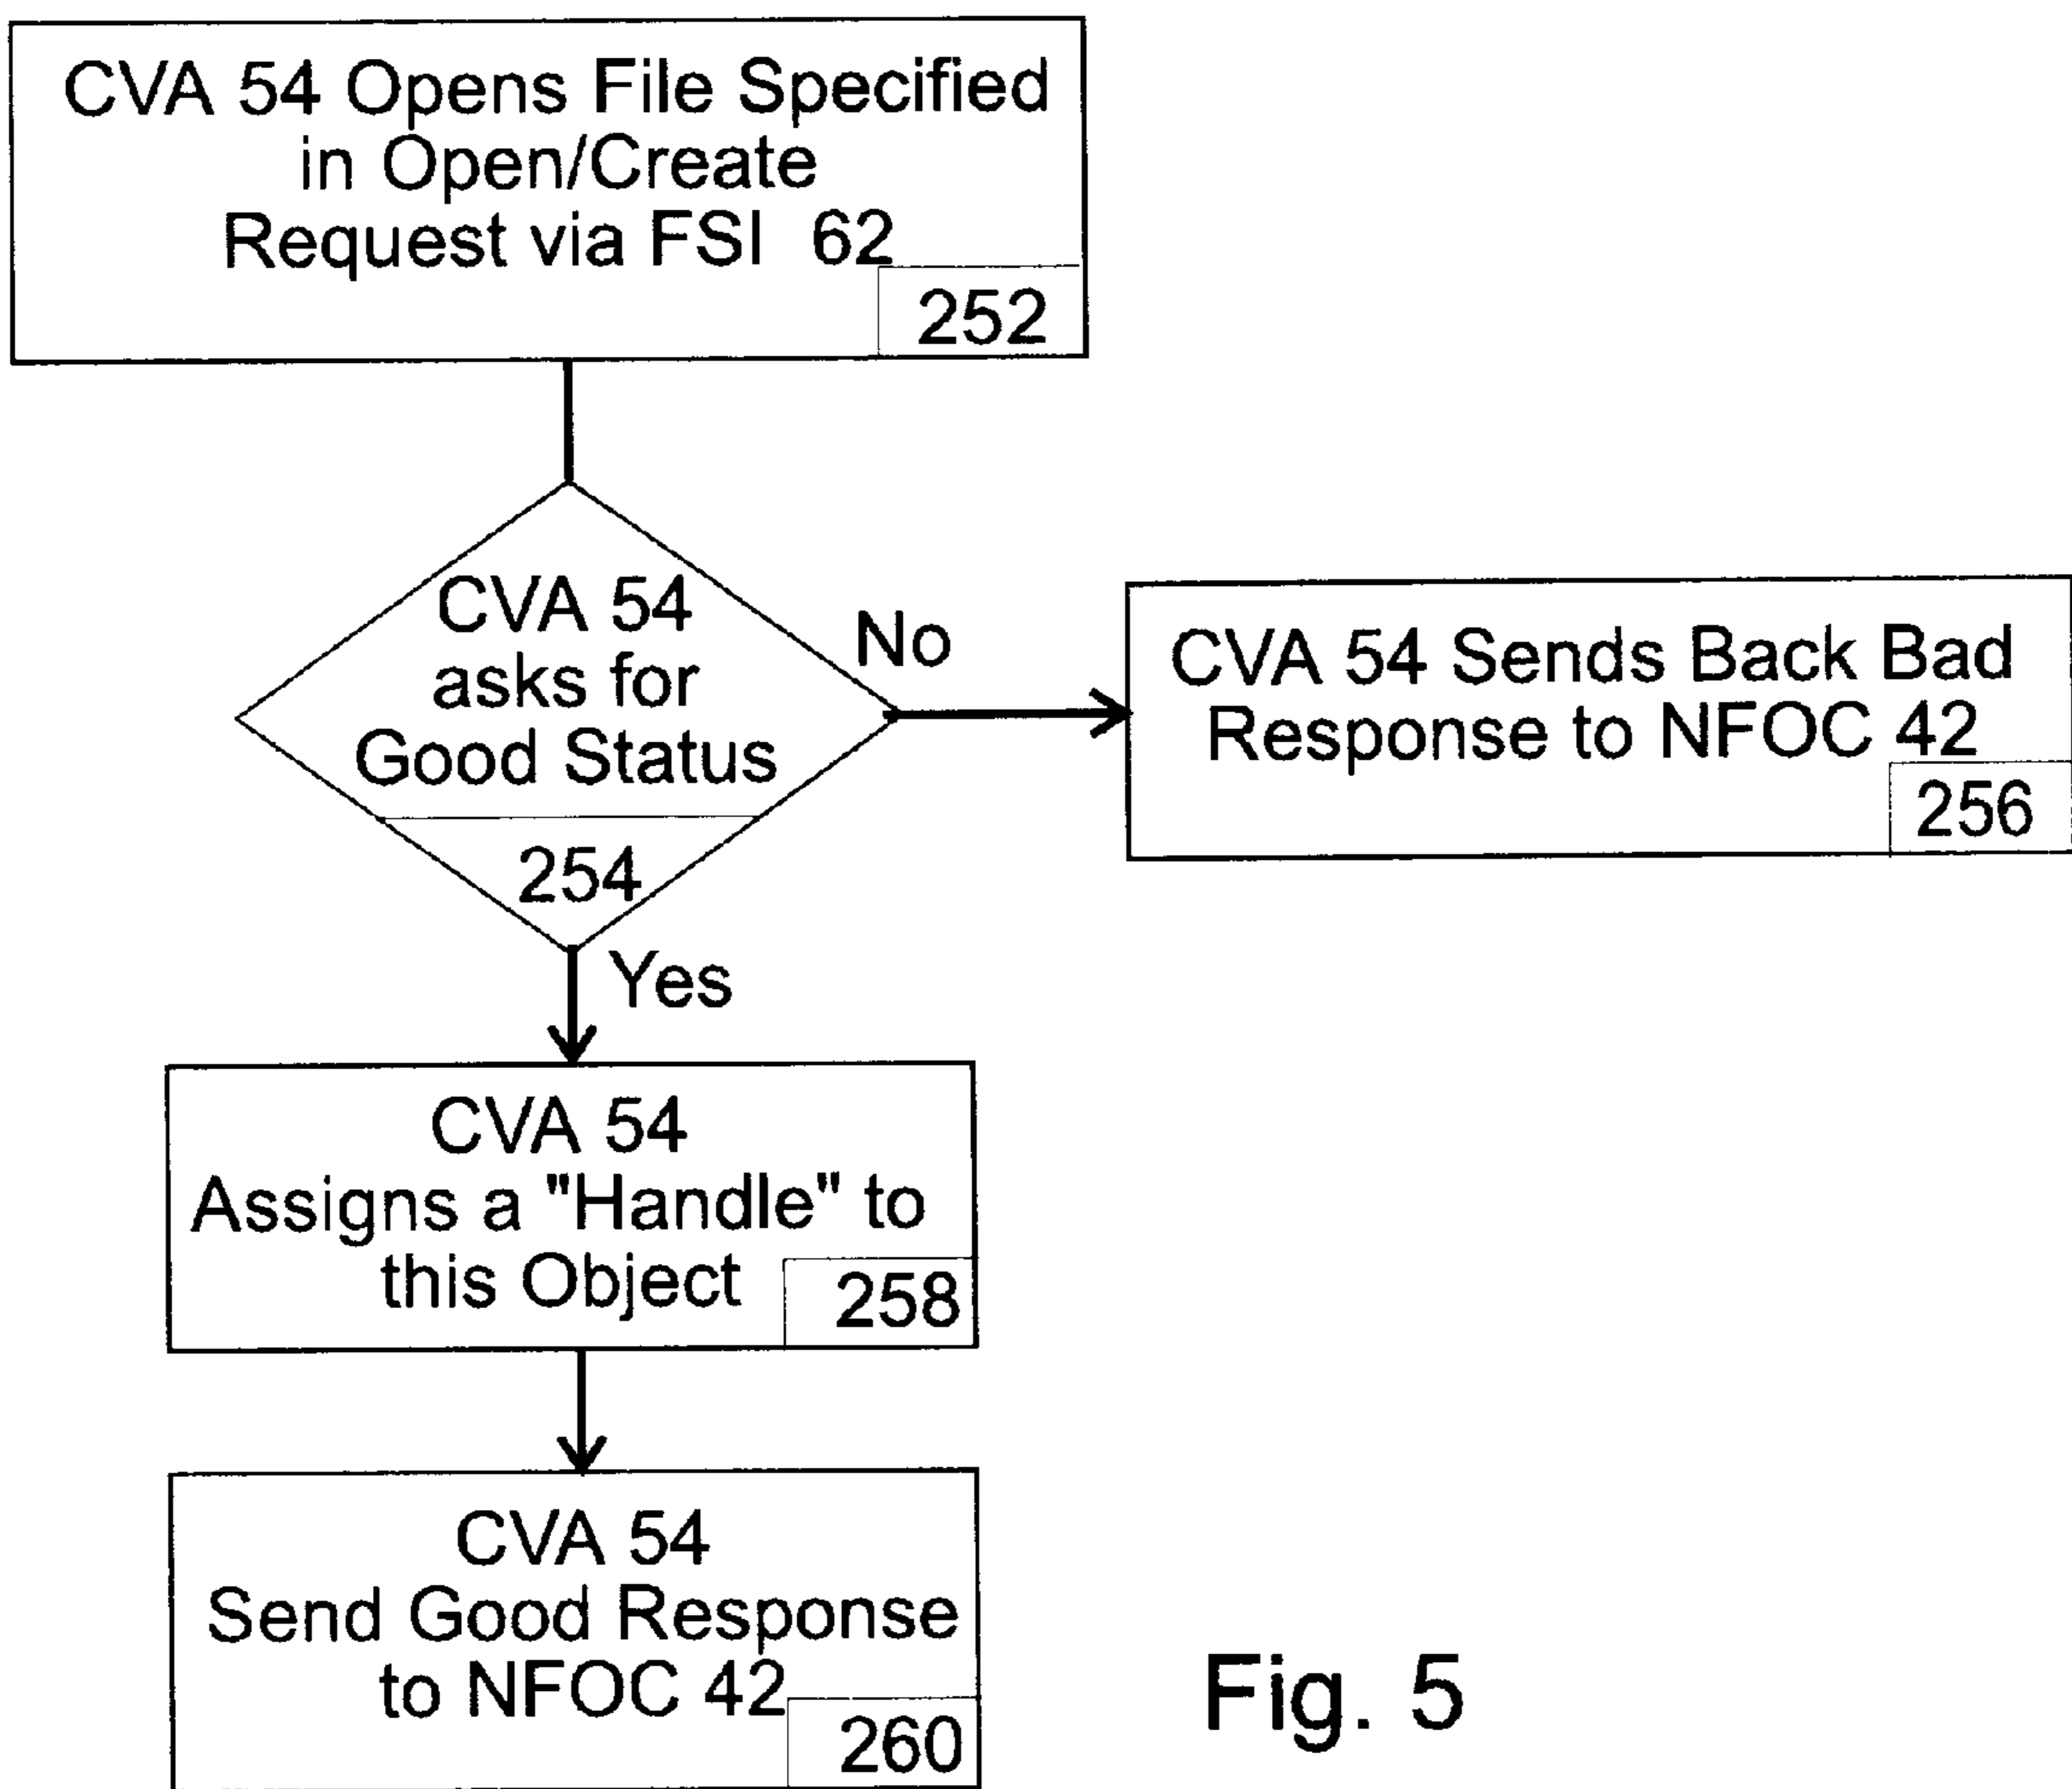 CVA 54 Opens File Specified
in Open/Create
Request via FSI 62
252
CVA 54
asks for
Good Status
254
No
CVA 54 Sends Back Bad
Response to NFOC 42
256
Yes
CVA 54
Assigns a "Handle" to
this Object
258
CVA 54
Send Good Response
to NFOC 42
260
Fig. 5